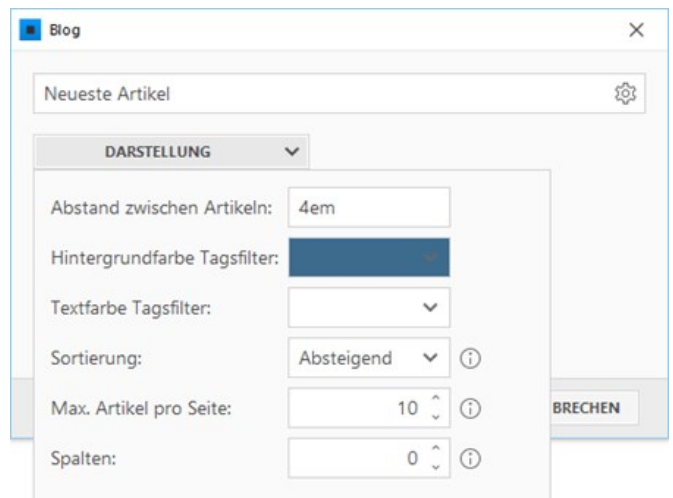 Blog
Neueste Artikel
DARSTELLUNG
Abstand zwischen Artikeln: 4em
Hintergrundfarbe Tagsfilter:
Textfarbe Tagsfilter:
Sortierung: Absteigend
Max. Artikel pro Seite: 10
BRECHEN
Spalten: 0